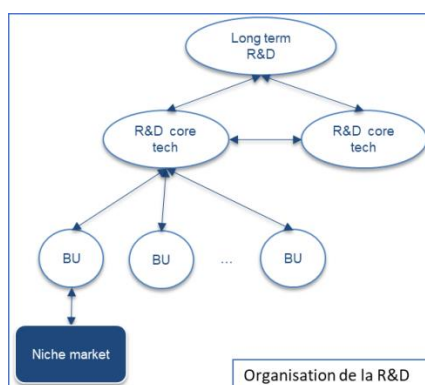 Long term
R&D
R&D core
tech
R&D core
tech
BU
BU
...
BU
Niche market
Organisation de la R&D